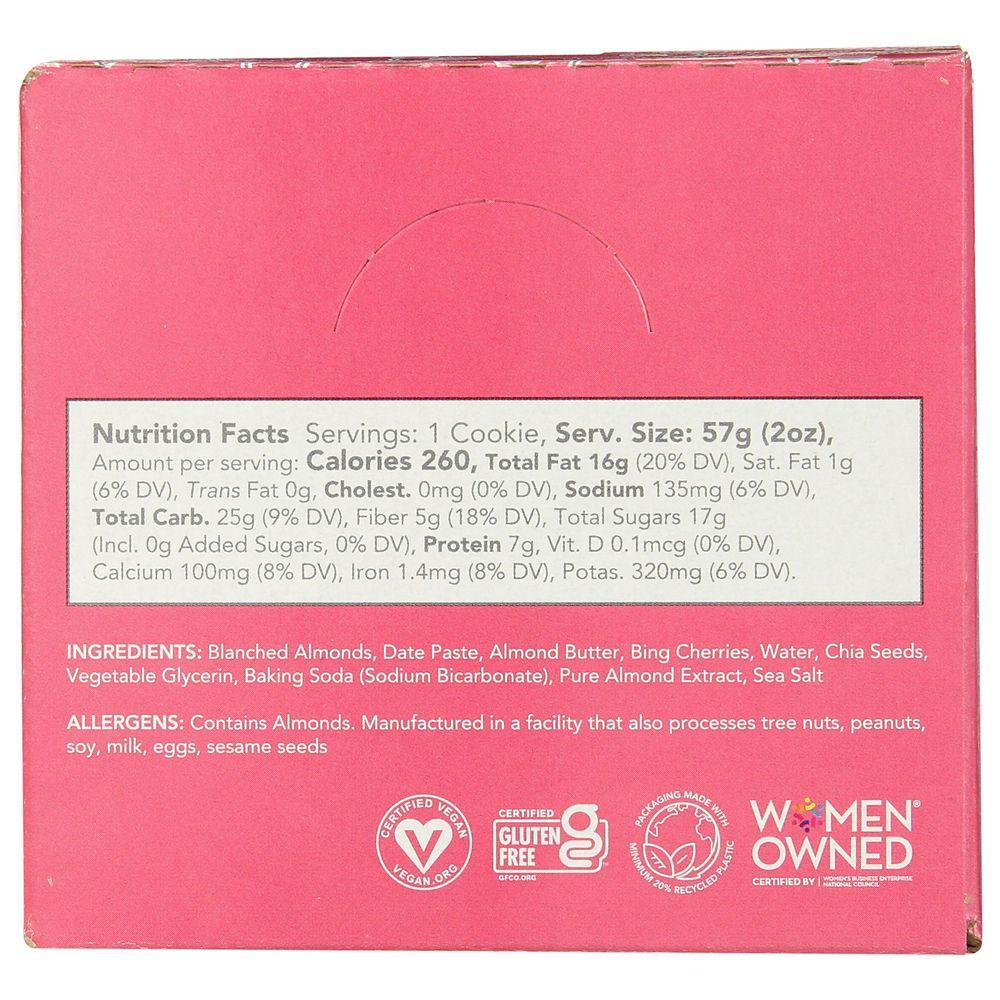 Nutrition Facts Servings: 1 Cookie, Serv. Size: 57g (2oz),
Amount per serving: Calories 260, Total Fat 16g (20% DV), Sat. Fat 1g
(6% DV), Trans Fat 0g, Cholest. 0mg (0% DV), Sodium 135mg (6% DV),
Total Carb. 25g (9% DV), Fiber 5g (18% DV), Total Sugars 17g
(Incl. 0g Added Sugars, 0% DV), Protein 7g, Vit. D 0.1mcg (0% DV),
Calcium 100mg (8% DV), Iron 1.4mg (8% DV), Potas. 320mg (6% DV).
INGREDIENTS: Blanched Almonds, Date Paste, Almond Butter, Bing Cherries, Water, Chia Seeds,
Vegetable Glycerin, Baking Soda (Sodium Bicarbonate), Pure Almond Extract, Sea Salt
ALLERGENS: Contains Almonds. Manufactured in a facility that also processes tree nuts, peanuts,
soy, milk, eggs, sesame seeds
CERTIFIED VEGAN
VEGAN.ORG
CERTIFIED
GLUTEN
FREE
GFCO.ORG
PACKAGING MADE WITH
MINIMUM 20% RECYCLED PLASTIC
WOMEN®
OWNED
CERTIFIED BY WOMEN'S BUSINESS ENTERPRISE
NATIONAL COUNCIL